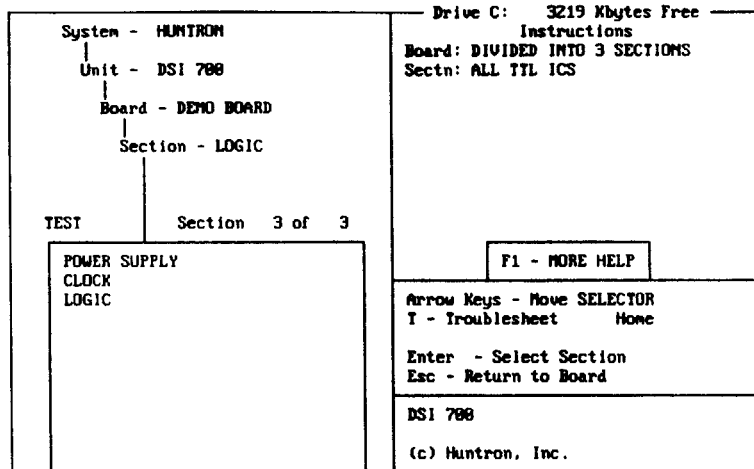 System - HUNTRON
Unit - DSI 700
Board - DEMO BOARD
Section - LOGIC
TEST Section 3 of 3
POWER SUPPLY
CLOCK
LOGIC
Drive C: 3219 Kbytes Free
Instructions
Board: DIVIDED INTO 3 SECTIONS
Sectn: ALL TTL ICS
F1 - MORE HELP
Arrow Keys - Move SELECTOR
T - Troublesheet Home
Enter - Select Section
Esc - Return to Board
DSI 700
(c) Huntron, Inc.